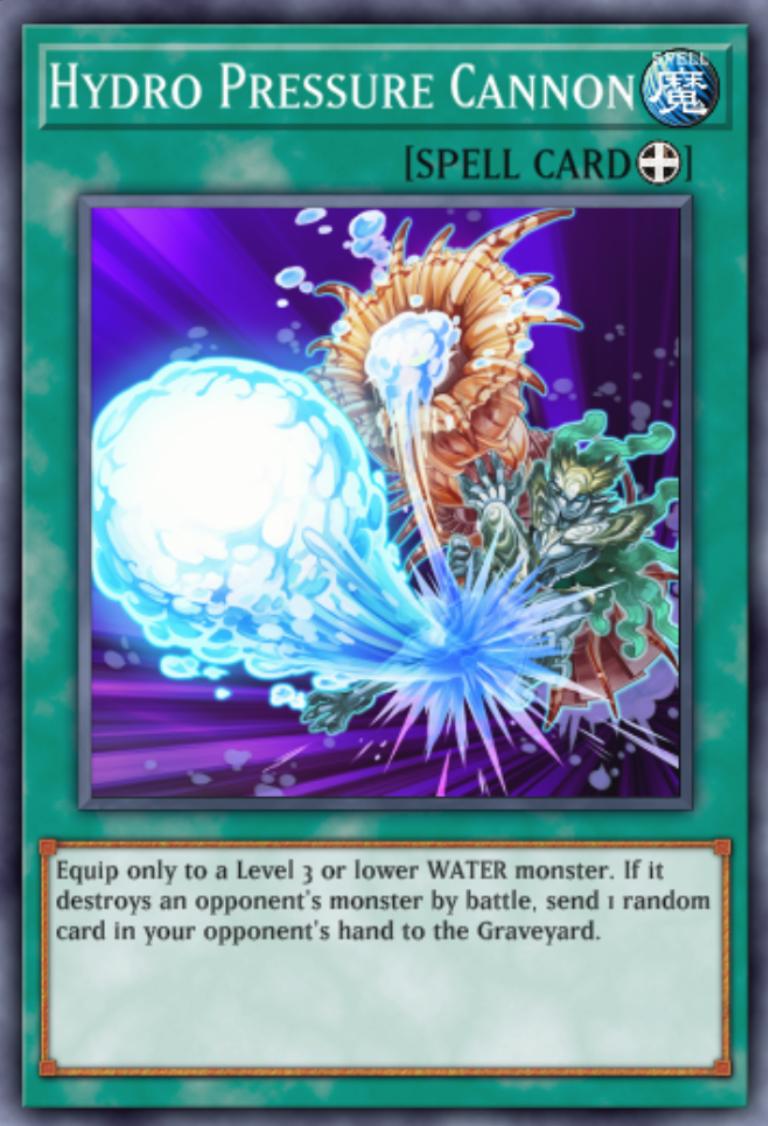 HYDRO PRESSURE CANNON
SPELL
魔
[SPELL CARD]
Equip only to a Level 3 or lower WATER monster. If it
destroys an opponent's monster by battle, send 1 random
card in your opponent's hand to the Graveyard.